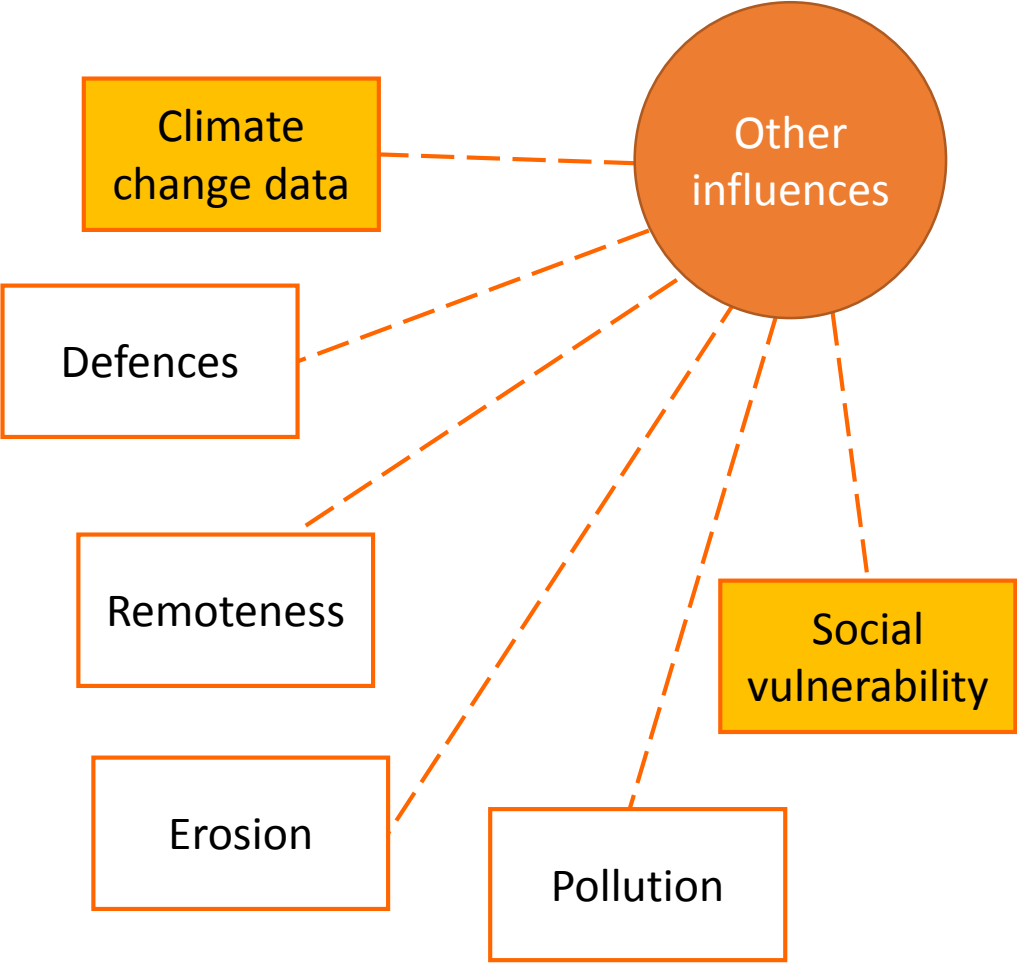 Other
influences
Climate
change data
Defences
Remoteness
Erosion
Pollution
Social
vulnerability